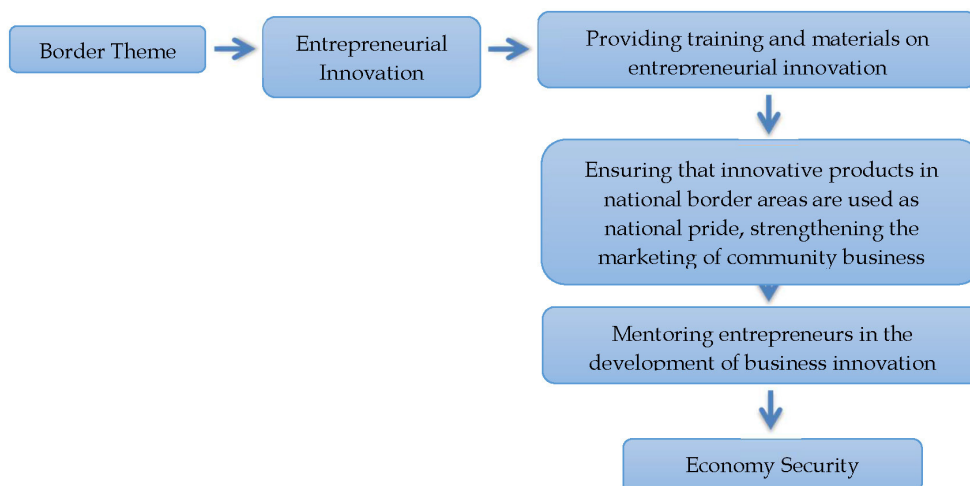 Border Theme
Entrepreneurial
Innovation
Providing training and materials on
entrepreneurial innovation
Ensuring that innovative products in
national border areas are used as
national pride, strengthening the
marketing of community business
Mentoring entrepreneurs in the
development of business innovation
Economy Security